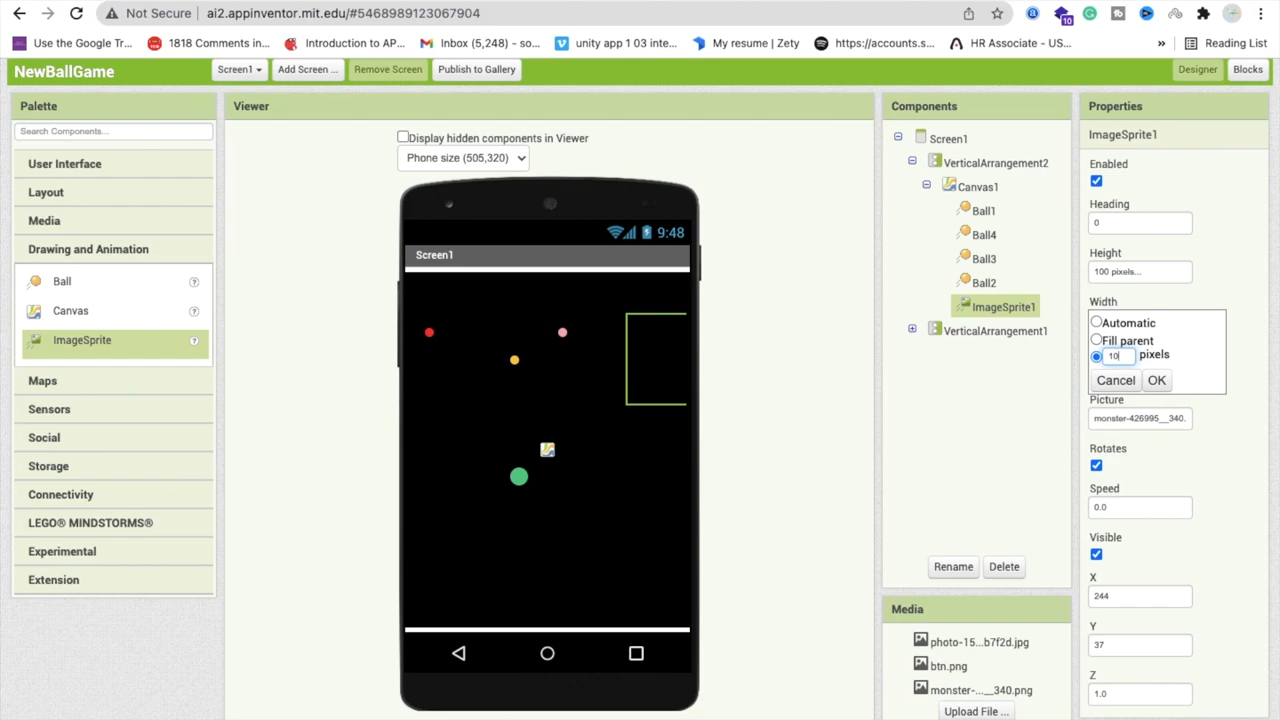 Not Secure
ai2.appinventor.mit.edu/#5468989123067904
10
Use the Google T...
1818 Comments in...
Introduction to AP...
Inbox (5,248) - so...
unity app 1 03 inte...
My resume | Zety
https://accounts.s...
HR Associate - US...
»
Reading List
NewBallGame
Screen1
Add Screen ...
Remove Screen
Publish to Gallery
Designer
Blocks
Palette
Search Components...
User Interface
Layout
Media
Drawing and Animation
Ball ?
Canvas ?
ImageSprite ?
Maps
Sensors
Social
Storage
Connectivity
LEGO® MINDSTORMS®
Experimental
Extension
Viewer
Display hidden components in Viewer
Phone size (505,320)
9:48
Screen1
Components
Screen1
VerticalArrangement2
Canvas1
Ball1
Ball4
Ball3
Ball2
ImageSprite1
VerticalArrangement1
Rename
Delete
Media
photo-15...b7f2d.jpg
btn.png
monster-...__340.png
Upload File ...
Properties
ImageSprite1
Enabled
Heading
0
Height
100 pixels...
Width
Automatic
Fill parent
10 pixels
Cancel
OK
Picture
monster-426995__340.
Rotates
Speed
0.0
Visible
X
244
Y
37
Z
1.0